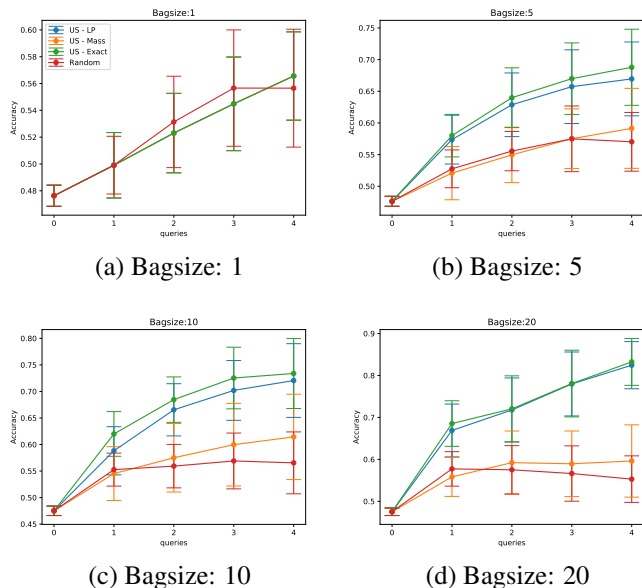 Bagsize:1
US - LP
US - Mass
US - Exact
Random
Accuracy
0.56
0.54
0.52
0.50
0.48
0 1 2 3 4
queries
(a) Bagsize: 1
Bagsize:5
Accuracy
0.75
0.70
0.65
0.60
0.55
0.50
0 1 2 3 4
queries
(b) Bagsize: 5
Bagsize:10
Accuracy
0.80
0.75
0.70
0.65
0.60
0.55
0.50
0.45
0 1 2 3 4
queries
(c) Bagsize: 10
Bagsize:20
Accuracy
0.9
0.8
0.7
0.6
0.5
0 1 2 3 4
queries
(d) Bagsize: 20